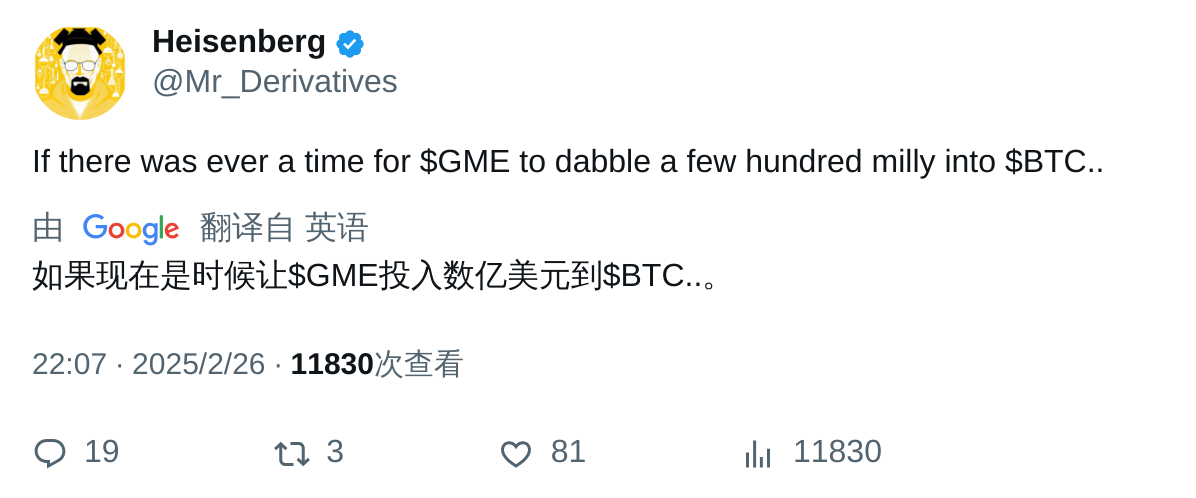 Heisenberg
@Mr_Derivatives
If there was ever a time for $GME to dabble a few hundred milly into $BTC..
由 Google 翻译自 英语
如果现在是时候让$GME投入数亿美元到$BTC..。
22:07 · 2025/2/26 · 11830次查看
19 3 81 11830